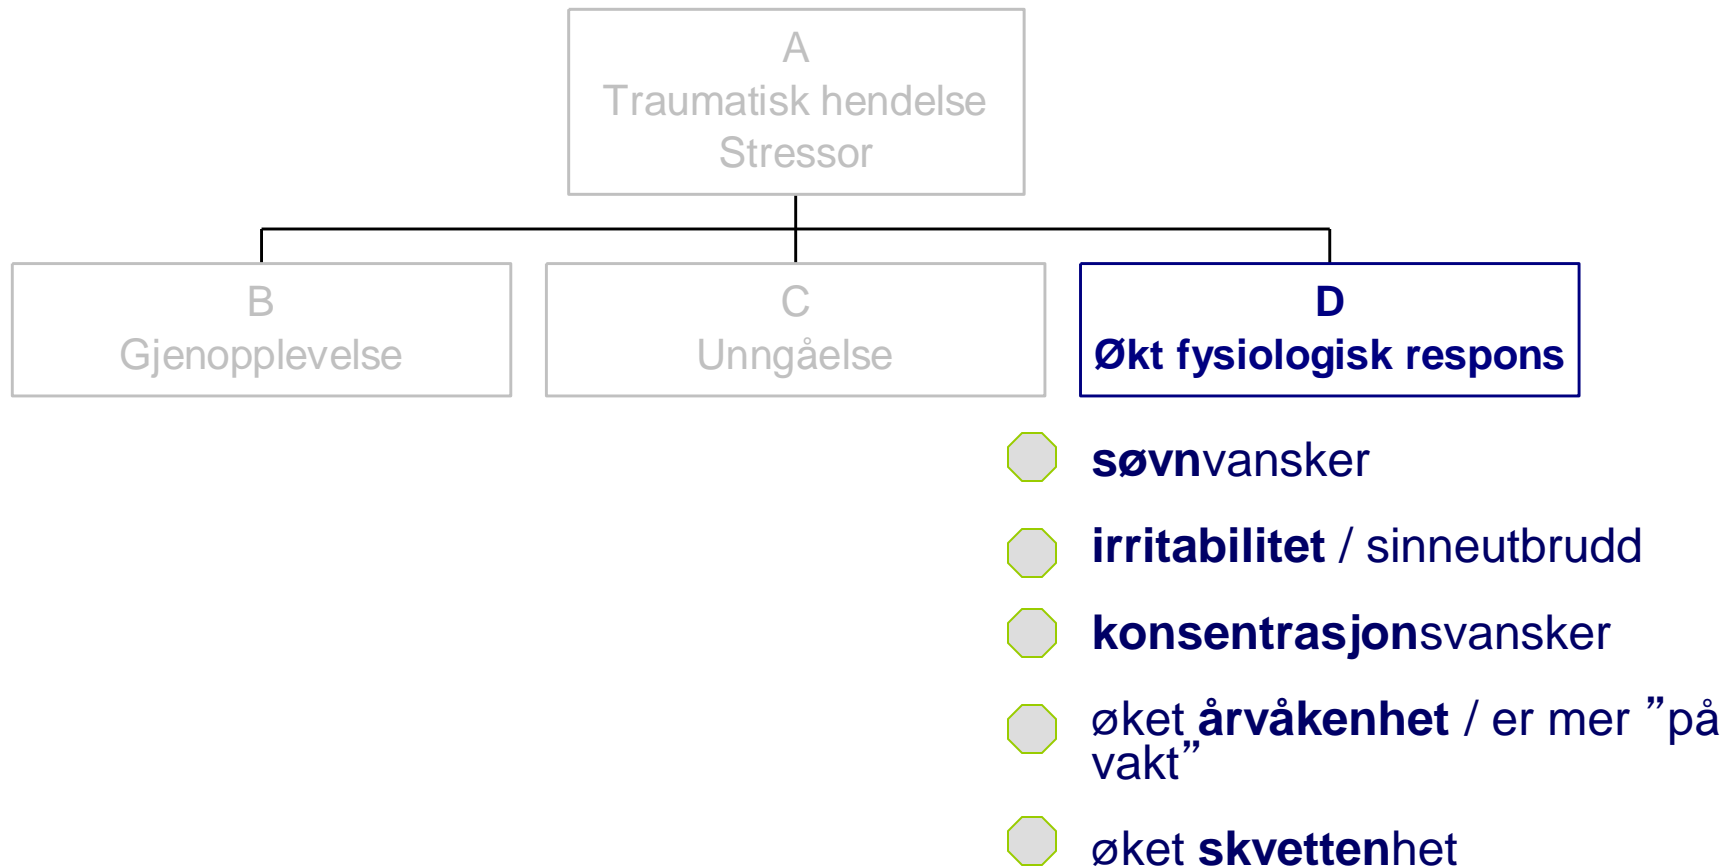 A
Traumatisk hendelse
Stressor
B
Gjenopplevelse
C
Unngåelse
D
Økt fysiologisk respons
søvnvansker
irritabilitet / sinneutbrudd
konsentrasjonsvansker
øket årvåkenhet / er mer ”på
vakt”
øket skvettenhet